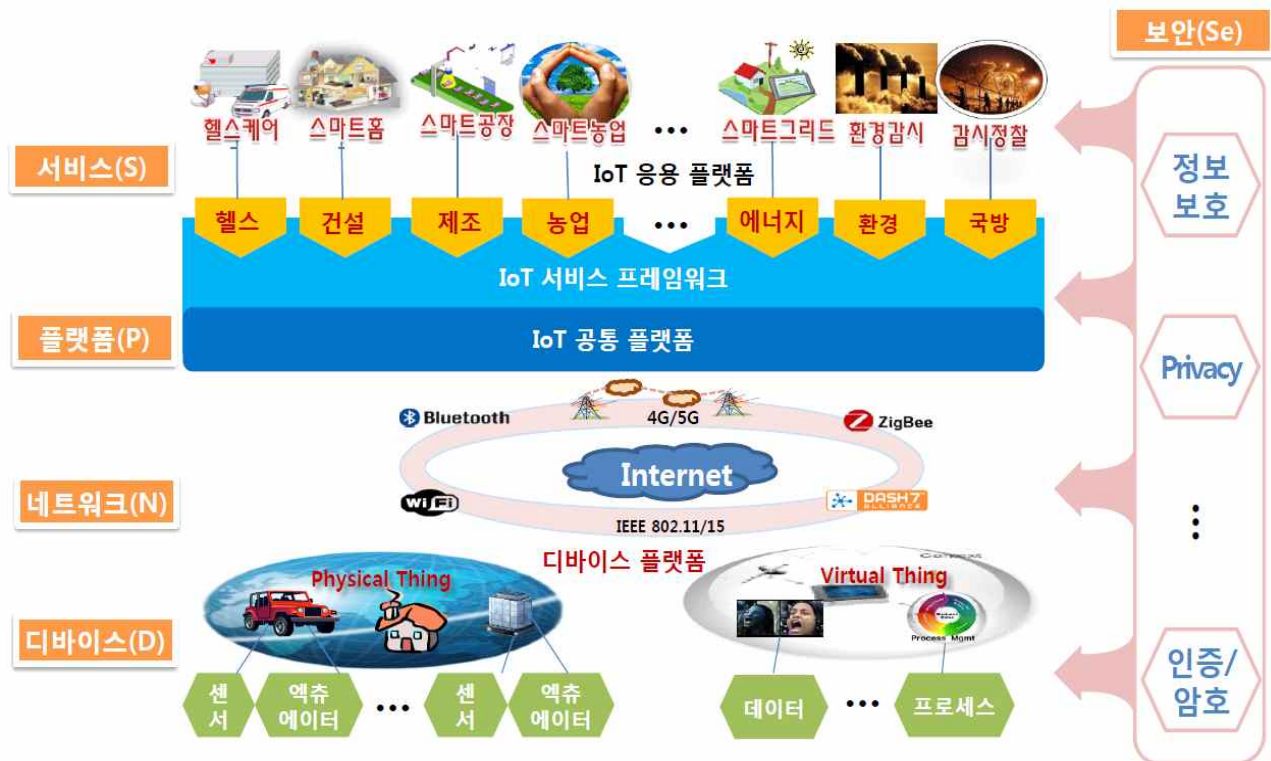 보안(Se)
헬스케어
스마트홈
스마트공장
스마트농업
•••
스마트그리드
환경감시
감시정찰
서비스(S)
IoT 응용 플랫폼
정보
보호
헬스
건설
제조
농업
•••
에너지
환경
국방
IoT 서비스 프레임워크
플랫폼(P)
IoT 공통 플랫폼
Privacy
Bluetooth
4G/5G
ZigBee
Internet
네트워크(N)
WiFi
DASH7
ALLIANCE
IEEE 802.11/15
디바이스 플랫폼
Physical Thing
Virtual Thing
Process Mgmt
디바이스(D)
인증/
암호
센
서
엑츄
에이터
•••
센
서
엑츄
에이터
데이터
•••
프로세스